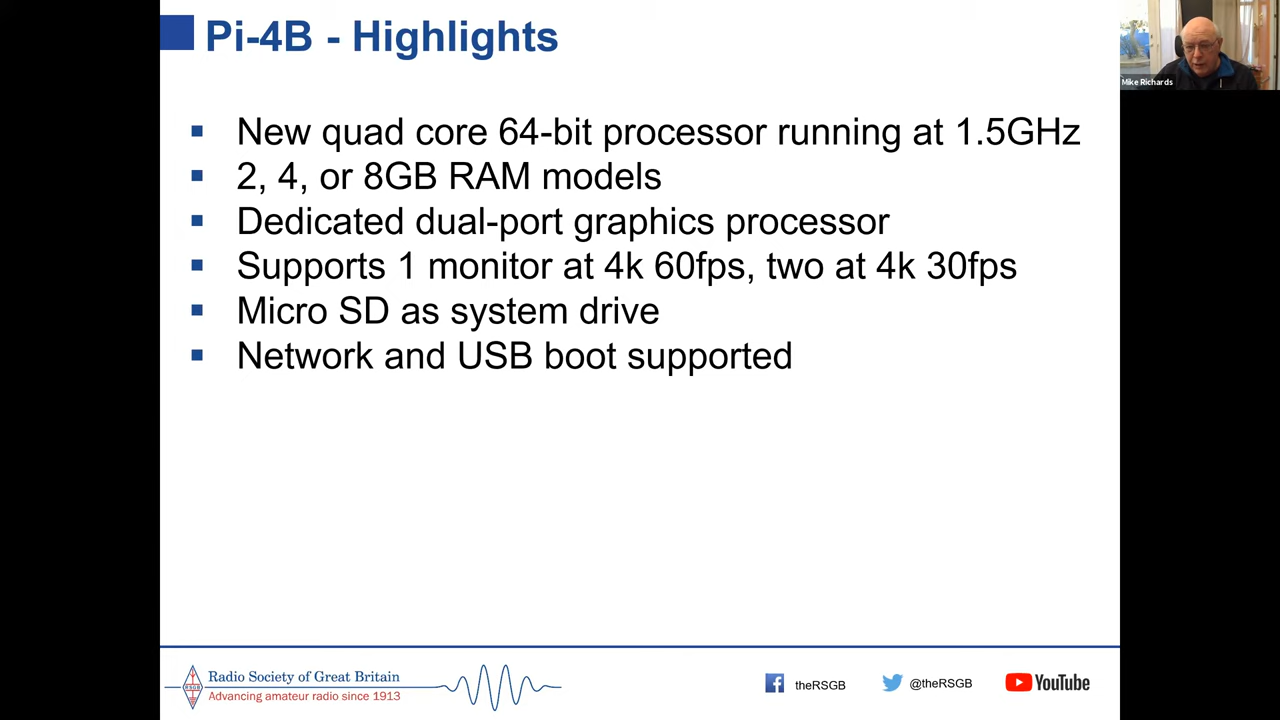 Pi-4B - Highlights
Mike Richards
New quad core 64-bit processor running at 1.5GHz
2, 4, or 8GB RAM models
Dedicated dual-port graphics processor
Supports 1 monitor at 4k 60fps, two at 4k 30fps
Micro SD as system drive
Network and USB boot supported
RSGB
Radio Society of Great Britain
Advancing amateur radio since 1913
theRSGB
@theRSGB
YouTube